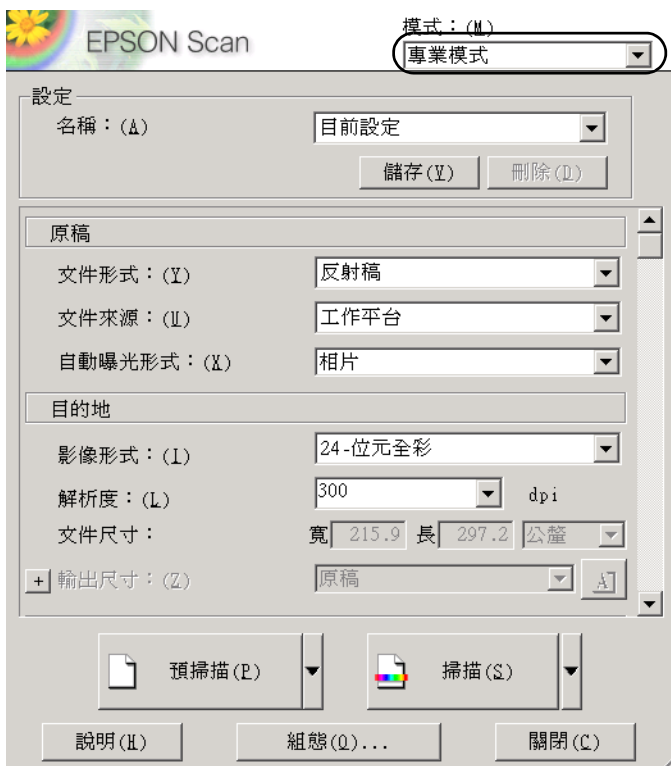 EPSON Scan
模式：(M)
專業模式
設定
名稱：(A)
目前設定
儲存(V) 刪除(D)
原稿
文件形式：(Y) 反射稿
文件來源：(U) 工作平台
自動曝光形式：(X) 相片
目的地
影像形式：(I) 24-位元全彩
解析度：(L) 300 dpi
文件尺寸： 寬 215.9 長 297.2 公釐
+ 輸出尺寸：(Z) 原稿
預掃描(P) 掃描(S)
說明(H) 組態(O)... 關閉(C)